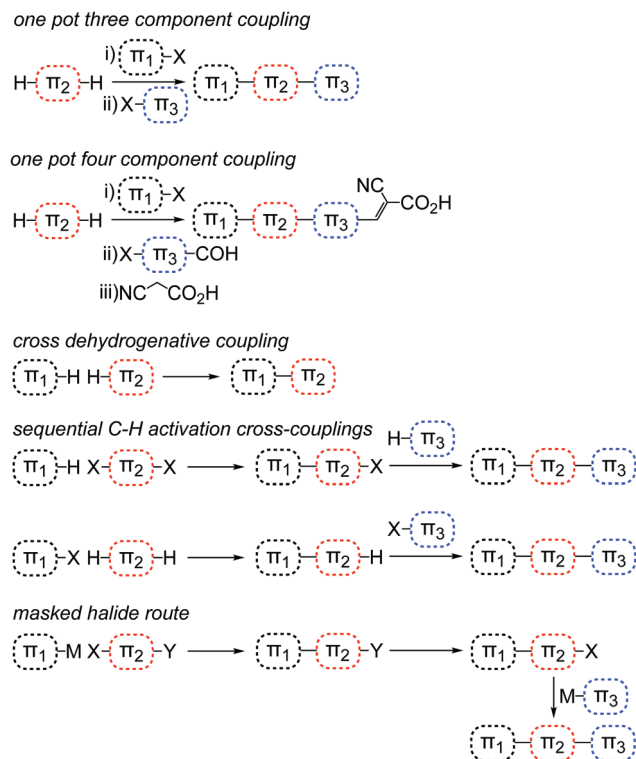 one pot three component coupling
i) π1-X
H-π2-H π1-π2-π3
ii) X-π3
one pot four component coupling
i) π1-X
NC
CO2H
H-π2-H π1-π2-π3
ii) X-π3-COH
iii) NC CO2H
cross dehydrogenative coupling
π1-H H-π2 π1-π2
sequential C-H activation cross-couplings
H-π3
π1-H X-π2-X π1-π2-X π1-π2-π3
X-π3
π1-X H-π2-H π1-π2-H π1-π2-π3
masked halide route
π1-M X-π2-Y π1-π2-Y π1-π2-X
M-π3
π1-π2-π3